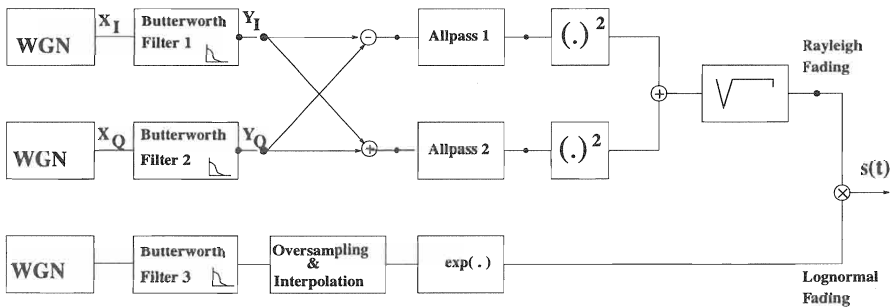 WGN
X_I
Butterworth
Filter 1
Y_I
-
Allpass 1
(.)²
Rayleigh
Fading
WGN
X_Q
Butterworth
Filter 2
Y_Q
+
Allpass 2
(.)²
+
√
s(t)
×
WGN
Butterworth
Filter 3
Oversampling
&
Interpolation
exp(.)
Lognormal
Fading